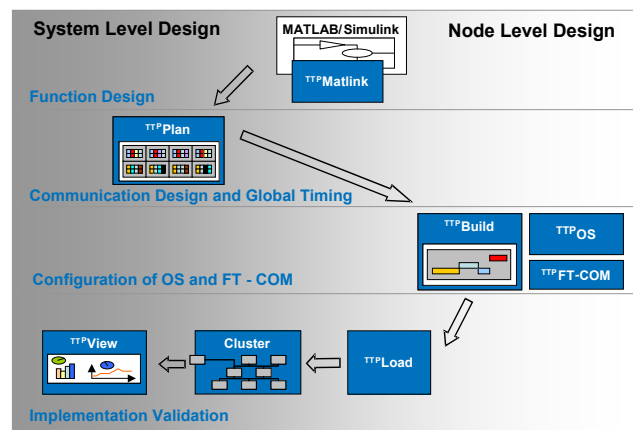 System Level Design
MATLAB/Simulink
Node Level Design
TTPMatlink
Function Design
TTPPlan
Communication Design and Global Timing
TTPBuild
TTPOS
TTPFT-COM
Configuration of OS and FT - COM
TTPView
Cluster
TTPLoad
Implementation Validation